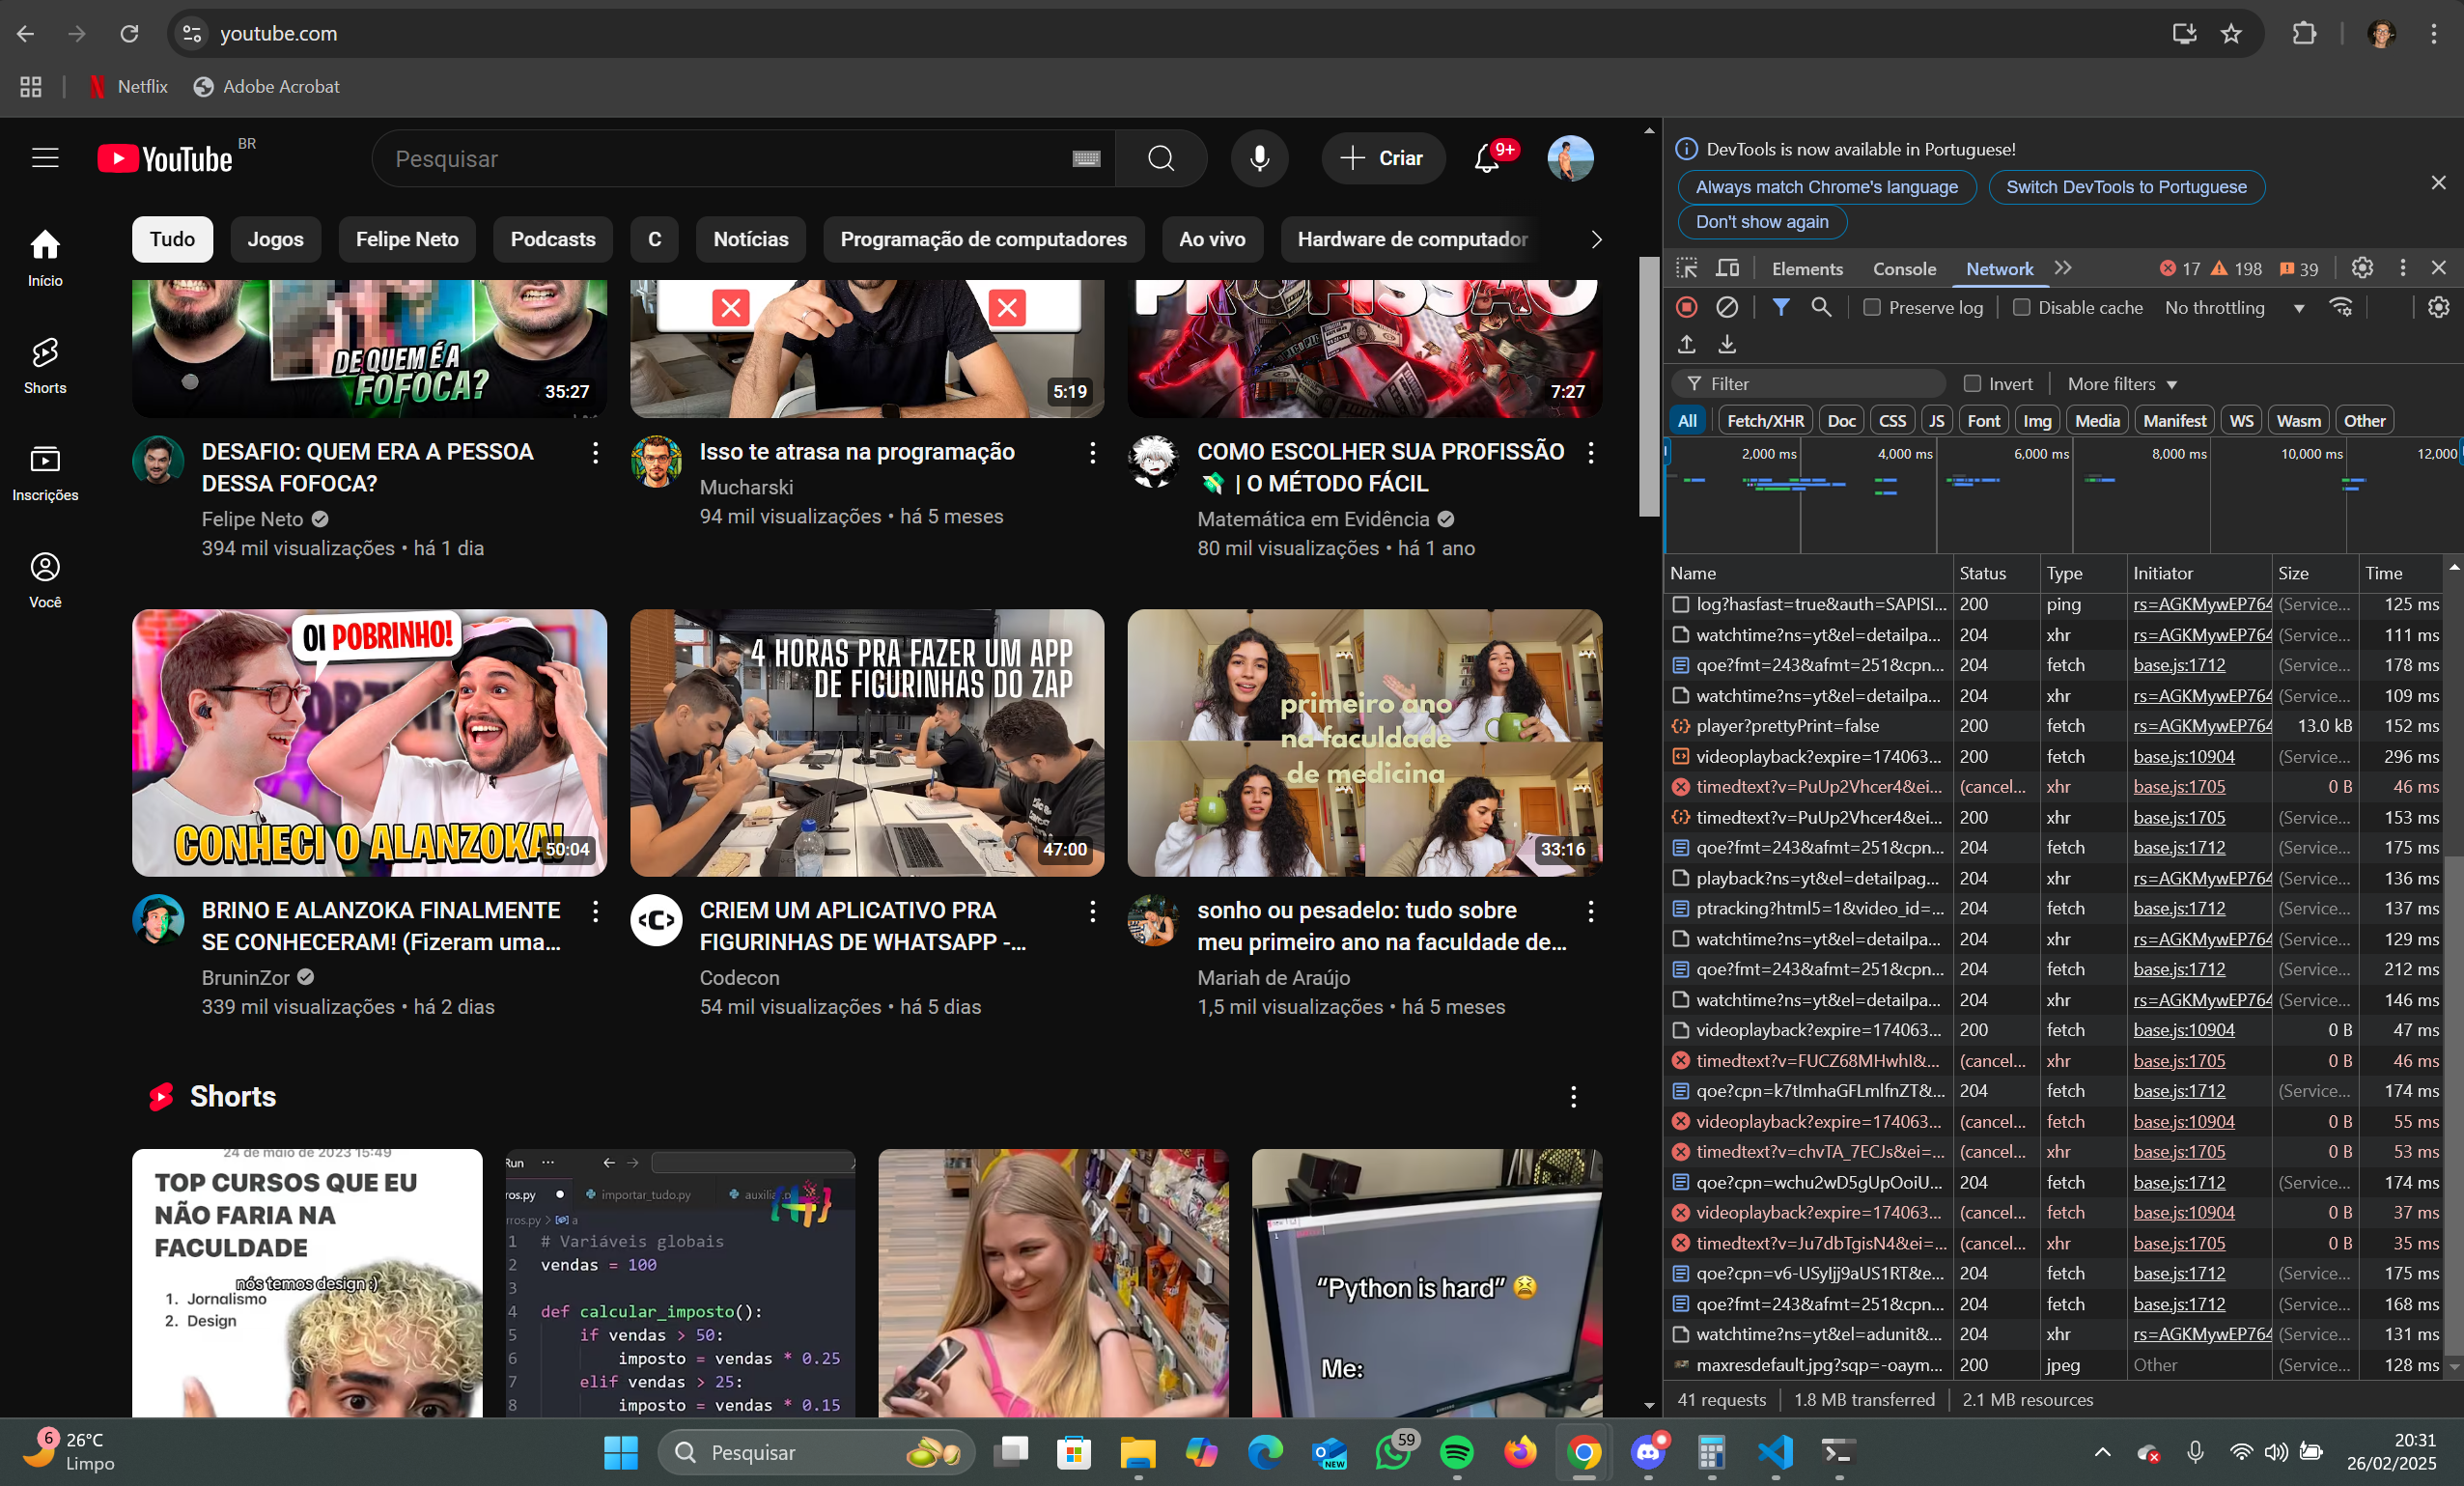 youtube.com
Netflix
Adobe Acrobat
YouTube BR
Pesquisar
Criar
9+
Início
Shorts
Inscrições
Você
Tudo
Jogos
Felipe Neto
Podcasts
C
Notícias
Programação de computadores
Ao vivo
Hardware de computador
DE QUEM É A
FOFOCA?
35:27
5:19
7:27
DESAFIO: QUEM ERA A PESSOA
DESSA FOFOCA?
Felipe Neto
394 mil visualizações • há 1 dia
Isso te atrasa na programação
Mucharski
94 mil visualizações • há 5 meses
COMO ESCOLHER SUA PROFISSÃO
💸 | O MÉTODO FÁCIL
Matemática em Evidência
80 mil visualizações • há 1 ano
OI POBRINHO!
CONHECI O ALANZOKA!
50:04
4 HORAS PRA FAZER UM APP
DE FIGURINHAS DO ZAP
47:00
primeiro ano
na faculdade
de medicina
33:16
BRINO E ALANZOKA FINALMENTE
SE CONHECERAM! (Fizeram uma...
BruninZor
339 mil visualizações • há 2 dias
<C>
CRIEM UM APLICATIVO PRA
FIGURINHAS DE WHATSAPP -...
Codecon
54 mil visualizações • há 5 dias
sonho ou pesadelo: tudo sobre
meu primeiro ano na faculdade de...
Mariah de Araújo
1,5 mil visualizações • há 5 meses
Shorts
24 de maio de 2023 15:49
TOP CURSOS QUE EU
NÃO FARIA NA
FACULDADE
nós temos design :)
1. Jornalismo
2. Design
Run ...
ros.py
importar_tudo.py
rros.py > a
1 # Variáveis globais
2 vendas = 100
3
4 def calcular_imposto():
5 if vendas > 50:
6 imposto = vendas * 0.25
7 elif vendas > 25:
8 imposto = vendas * 0.15
“Python is hard” 😫
Me:
DevTools is now available in Portuguese!
Always match Chrome's language
Switch DevTools to Portuguese
Don't show again
Elements
Console
Network
17
198
39
Preserve log
Disable cache
No throttling
Filter
Invert
More filters
All
Fetch/XHR
Doc
CSS
JS
Font
Img
Media
Manifest
WS
Wasm
Other
2,000 ms
4,000 ms
6,000 ms
8,000 ms
10,000 ms
12,000
Name Status Type Initiator Size Time
log?hasfast=true&auth=SAPISI... 200 ping rs=AGKMywEP764 (Service... 125 ms
watchtime?ns=yt&el=detailpa... 204 xhr rs=AGKMywEP764 (Service... 111 ms
qoe?fmt=243&afmt=251&cpn... 204 fetch base.js:1712 (Service... 178 ms
watchtime?ns=yt&el=detailpa... 204 xhr rs=AGKMywEP764 (Service... 109 ms
player?prettyPrint=false 200 fetch rs=AGKMywEP764 13.0 kB 152 ms
videoplayback?expire=174063... 200 fetch base.js:10904 (Service... 296 ms
timedtext?v=PuUp2Vhcer4&ei... (cancel... xhr base.js:1705 0 B 46 ms
timedtext?v=PuUp2Vhcer4&ei... 200 xhr base.js:1705 (Service... 153 ms
qoe?fmt=243&afmt=251&cpn... 204 fetch base.js:1712 (Service... 175 ms
playback?ns=yt&el=detailpag... 204 xhr rs=AGKMywEP764 (Service... 136 ms
ptracking?html5=1&video_id=... 204 fetch base.js:1712 (Service... 137 ms
watchtime?ns=yt&el=detailpa... 204 xhr rs=AGKMywEP764 (Service... 129 ms
qoe?fmt=243&afmt=251&cpn... 204 fetch base.js:1712 (Service... 212 ms
watchtime?ns=yt&el=detailpa... 204 xhr rs=AGKMywEP764 (Service... 146 ms
videoplayback?expire=174063... 200 fetch base.js:10904 0 B 47 ms
timedtext?v=FUCZ68MHwhI&... (cancel... xhr base.js:1705 0 B 46 ms
qoe?cpn=k7tImhaGFLmlfnZT&... 204 fetch base.js:1712 (Service... 174 ms
videoplayback?expire=174063... (cancel... fetch base.js:10904 0 B 55 ms
timedtext?v=chvTA_7ECJs&ei=... (cancel... xhr base.js:1705 0 B 53 ms
qoe?cpn=wchu2wD5gUpOoiU... 204 fetch base.js:1712 (Service... 174 ms
videoplayback?expire=174063... (cancel... fetch base.js:10904 0 B 37 ms
timedtext?v=Ju7dbTgisN4&ei=... (cancel... xhr base.js:1705 0 B 35 ms
qoe?cpn=v6-USyIjj9aUS1RT&e... 204 fetch base.js:1712 (Service... 175 ms
qoe?fmt=243&afmt=251&cpn... 204 fetch base.js:1712 (Service... 168 ms
watchtime?ns=yt&el=adunit&... 204 xhr rs=AGKMywEP764 (Service... 131 ms
maxresdefault.jpg?sqp=-oaym... 200 jpeg Other (Service... 128 ms
41 requests
1.8 MB transferred
2.1 MB resources
6
26°C
Limpo
Pesquisar
NEW
59
20:31
26/02/2025